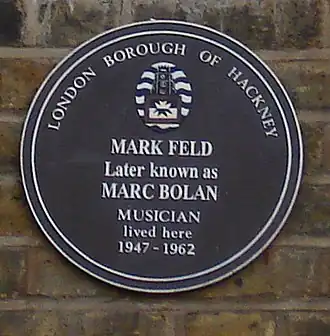 LONDON BOROUGH OF HACKNEY
MARK FELD
Later known as
MARC BOLAN
MUSICIAN
lived here
1947 - 1962